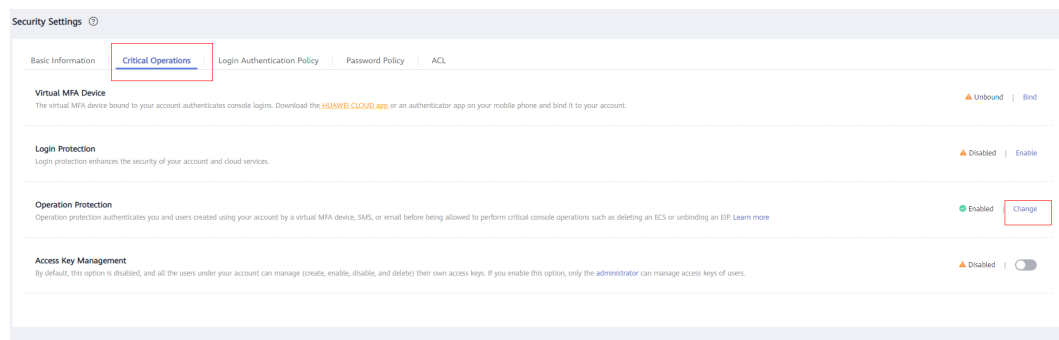 Security Settings ?
Basic Information | Critical Operations | Login Authentication Policy | Password Policy | ACL
Virtual MFA Device
The virtual MFA device bound to your account authenticates console logins. Download the HUAWEI CLOUD app or an authenticator app on your mobile phone and bind it to your account.
Unbound | Bind
Login Protection
Login protection enhances the security of your account and cloud services.
Disabled | Enable
Operation Protection
Operation protection authenticates you and users created using your account by a virtual MFA device, SMS, or email before being allowed to perform critical console operations such as deleting an ECS or unbinding an EIP. Learn more
Enabled | Change
Access Key Management
By default, this option is disabled, and all the users under your account can manage (create, enable, disable, and delete) their own access keys. If you enable this option, only the administrator can manage access keys of users.
Disabled |